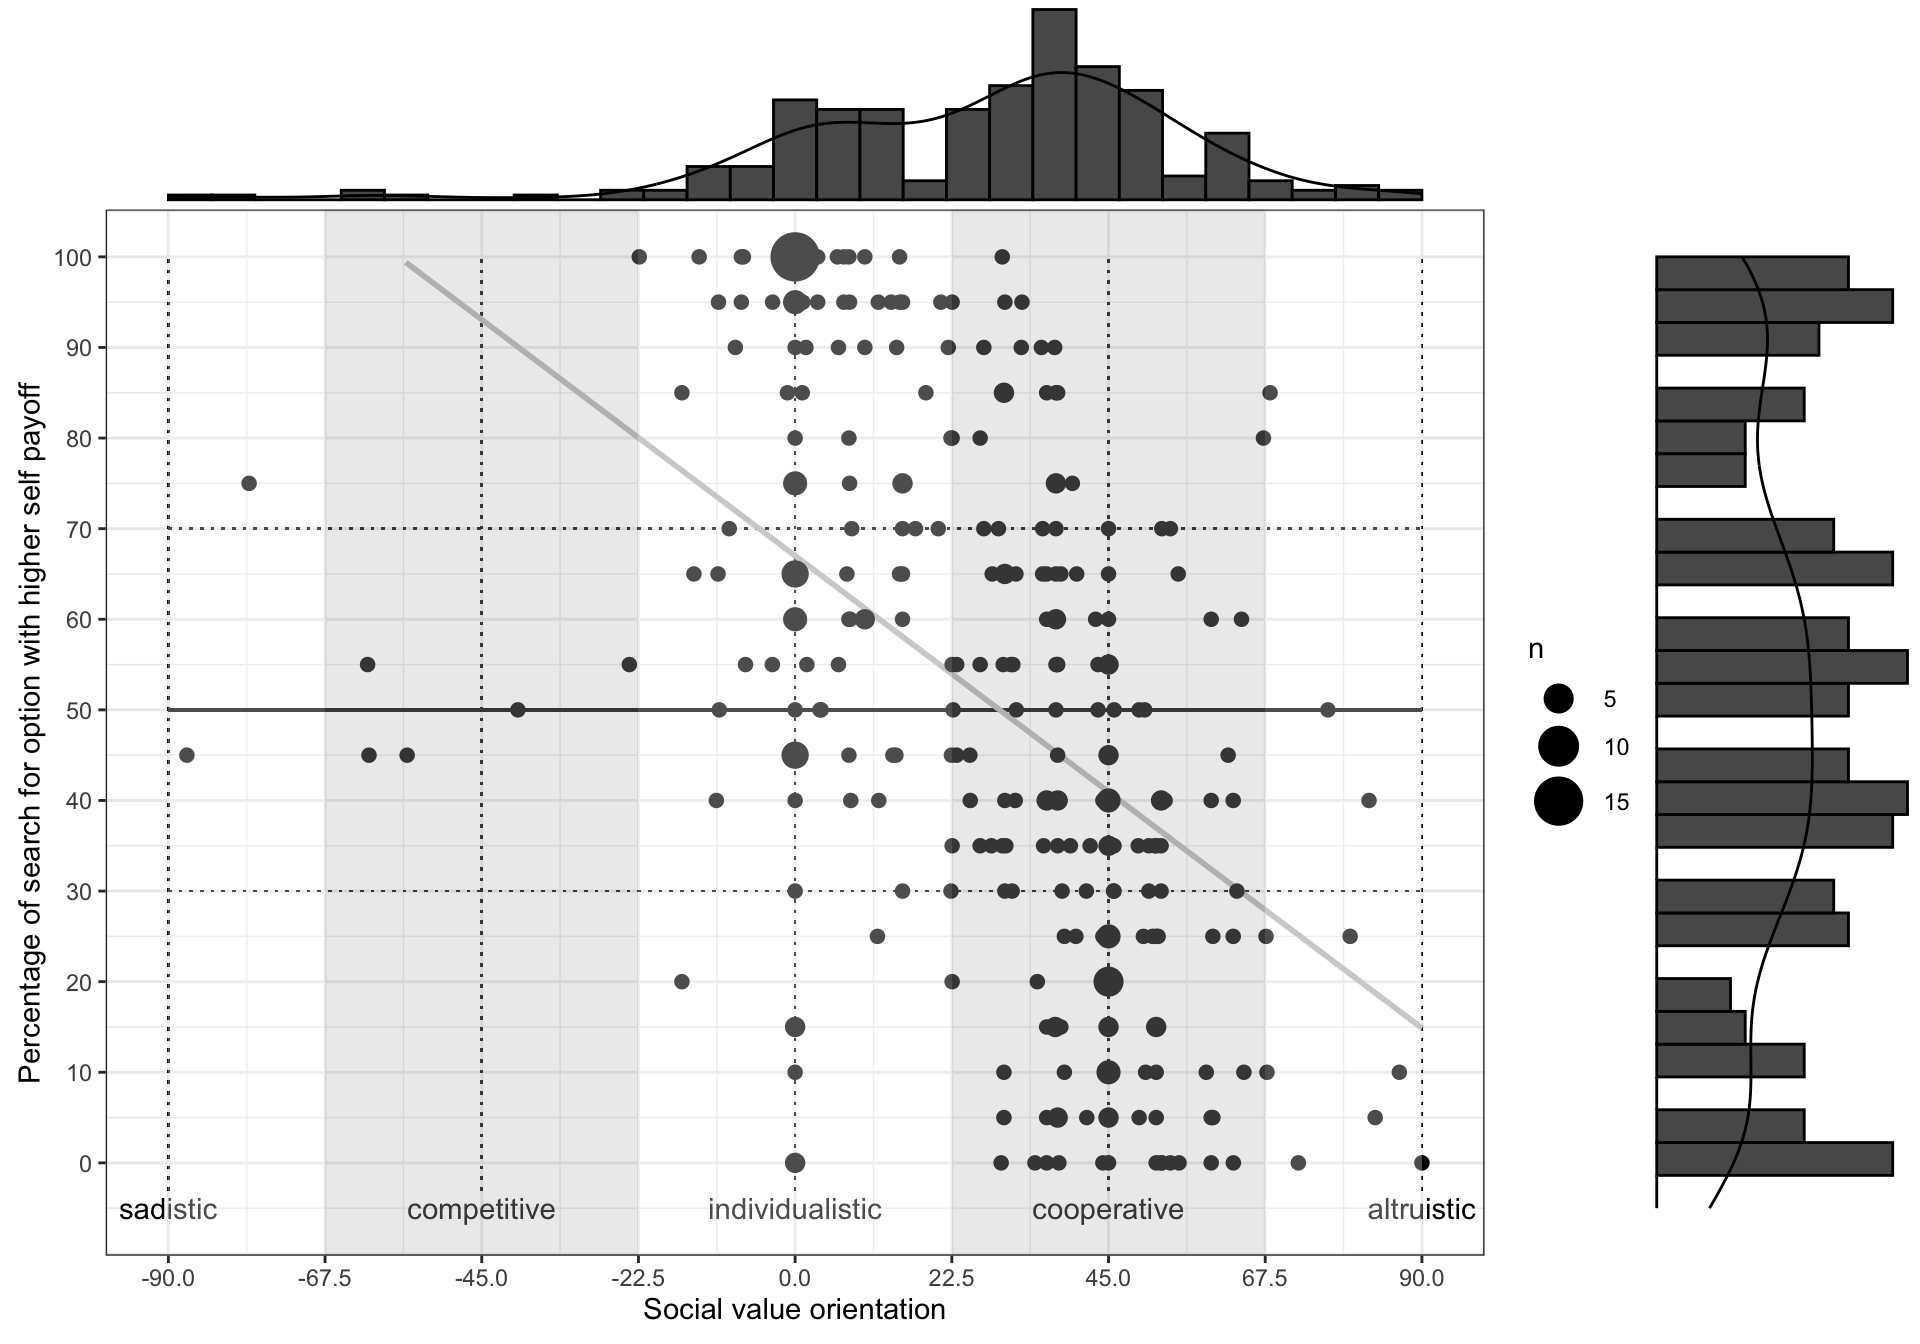 Percentage of search for option with higher self payoff
100
90
80
70
60
50
40
30
20
10
0
sadistic competitive individualistic cooperative altruistic
-90.0 -67.5 -45.0 -22.5 0.0 22.5 45.0 67.5 90.0
Social value orientation
n
5
10
15